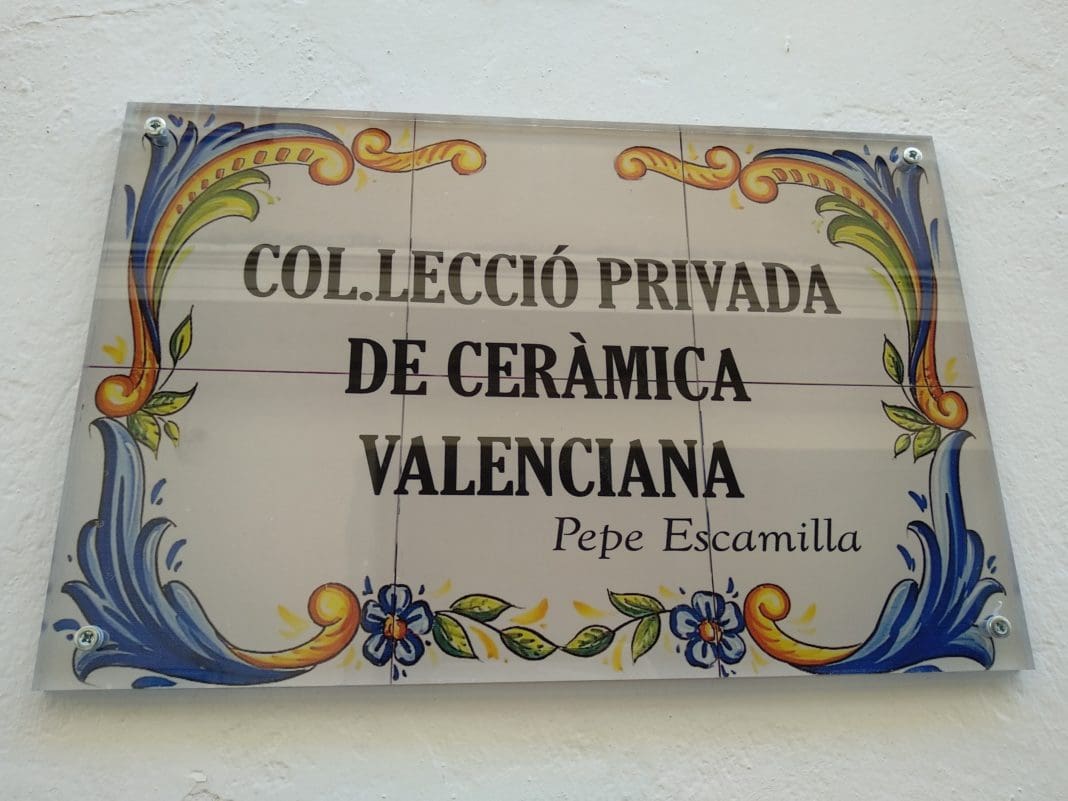 COL.LECCIÓ PRIVADA
DE CERÀMICA
VALENCIANA
Pepe Escamilla